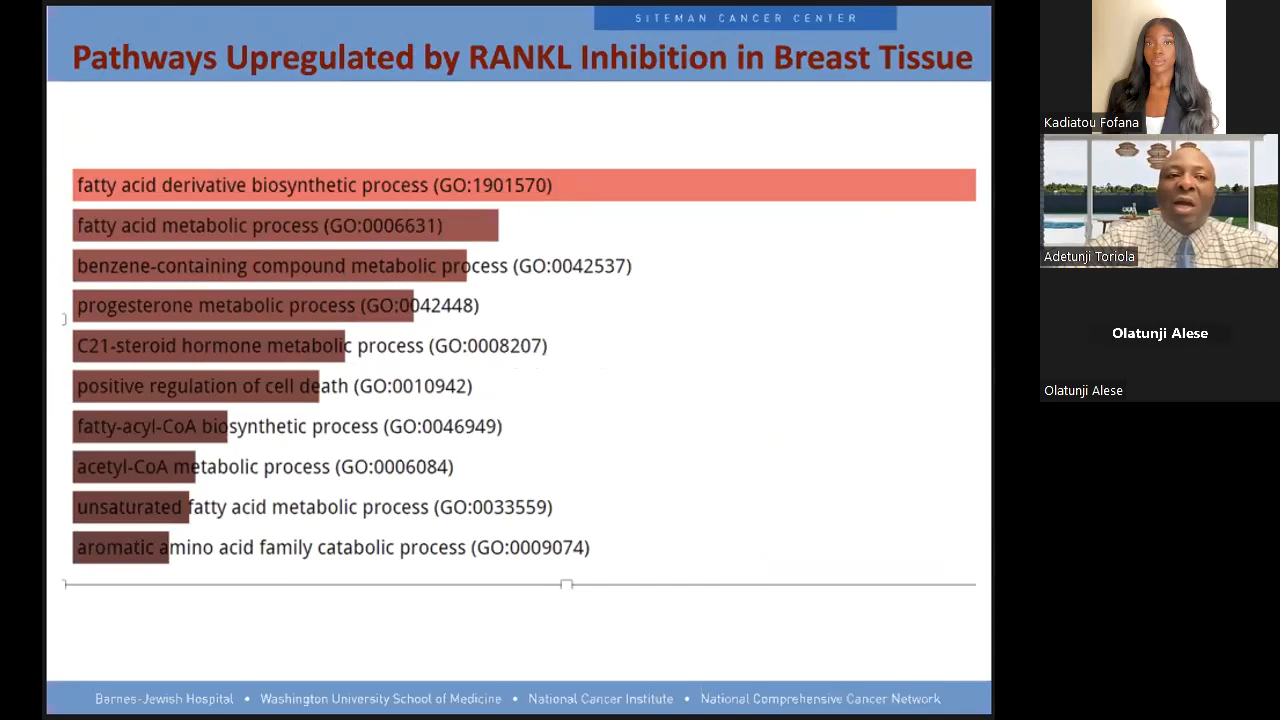 SITEMAN CANCER CENTER
Pathways Upregulated by RANKL Inhibition in Breast Tissue
fatty acid derivative biosynthetic process (GO:1901570)
fatty acid metabolic process (GO:0006631)
benzene-containing compound metabolic process (GO:0042537)
progesterone metabolic process (GO:0042448)
C21-steroid hormone metabolic process (GO:0008207)
positive regulation of cell death (GO:0010942)
fatty-acyl-CoA biosynthetic process (GO:0046949)
acetyl-CoA metabolic process (GO:0006084)
unsaturated fatty acid metabolic process (GO:0033559)
aromatic amino acid family catabolic process (GO:0009074)
Barnes-Jewish Hospital • Washington University School of Medicine • National Cancer Institute • National Comprehensive Cancer Network
Kadiatou Fofana
Adetunji Toriola
Olatunji Alese
Olatunji Alese